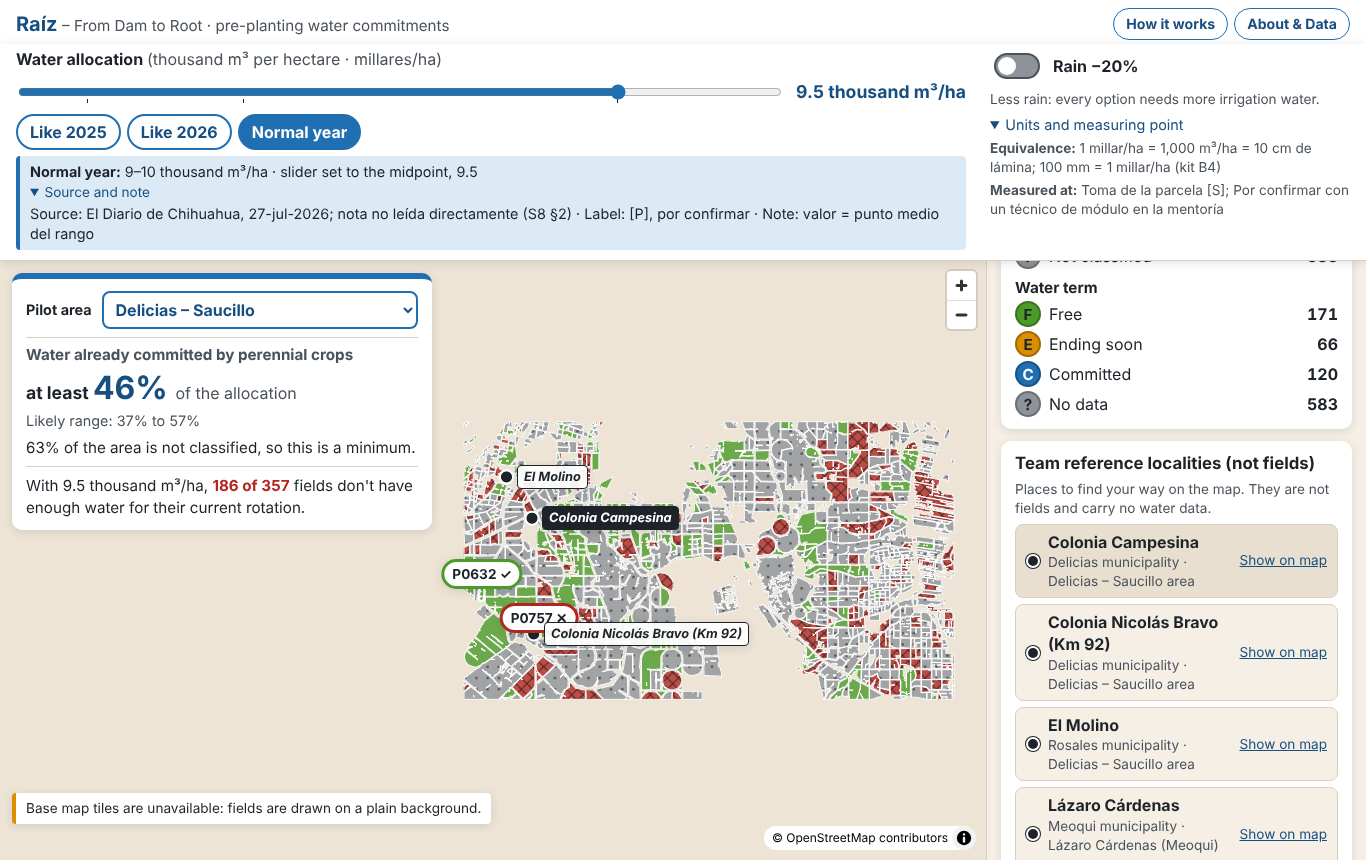 Raíz – From Dam to Root · pre-planting water commitments
How it works
About & Data
Water allocation (thousand m³ per hectare · millares/ha)
9.5 thousand m³/ha
Like 2025
Like 2026
Normal year
Normal year: 9–10 thousand m³/ha · slider set to the midpoint, 9.5
▼ Source and note
Source: El Diario de Chihuahua, 27-jul-2026; nota no leída directamente (S8 §2) · Label: [P], por confirmar · Note: valor = punto medio
del rango
Rain −20%
Less rain: every option needs more irrigation water.
▼ Units and measuring point
Equivalence: 1 millar/ha = 1,000 m³/ha = 10 cm de
lámina; 100 mm = 1 millar/ha (kit B4)
Measured at: Toma de la parcela [S]; Por confirmar con
un técnico de módulo en la mentoría
Pilot area
Delicias – Saucillo
Water already committed by perennial crops
at least 46% of the allocation
Likely range: 37% to 57%
63% of the area is not classified, so this is a minimum.
With 9.5 thousand m³/ha, 186 of 357 fields don't have
enough water for their current rotation.
+
−
El Molino
Colonia Campesina
P0632 ✓
P0757 ✕
Colonia Nicolás Bravo (Km 92)
Base map tiles are unavailable: fields are drawn on a plain background.
© OpenStreetMap contributors
Water term
F Free 171
E Ending soon 66
C Committed 120
? No data 583
Team reference localities (not fields)
Places to find your way on the map. They are not
fields and carry no water data.
Colonia Campesina
Delicias municipality ·
Delicias – Saucillo area
Show on map
Colonia Nicolás Bravo
(Km 92)
Delicias municipality ·
Delicias – Saucillo area
Show on map
El Molino
Rosales municipality ·
Delicias – Saucillo area
Show on map
Lázaro Cárdenas
Meoqui municipality ·
Lázaro Cárdenas (Meoqui)
Show on map